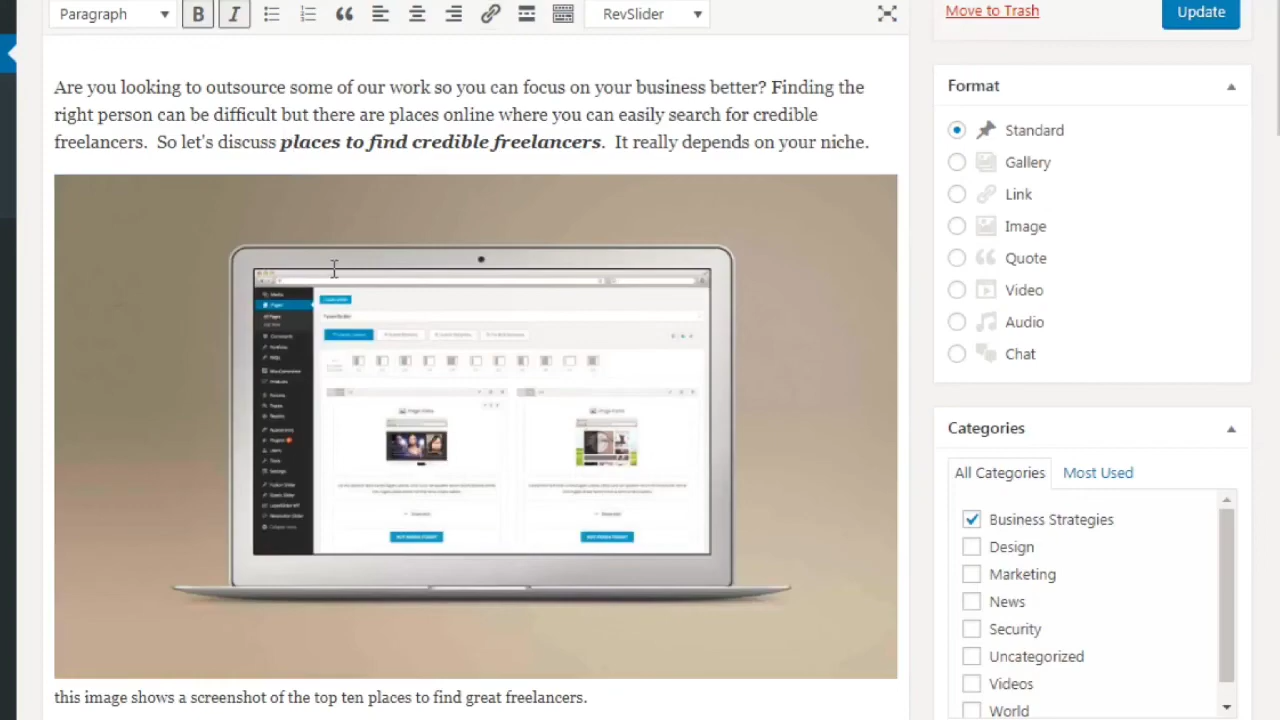 Paragraph RevSlider Move to Trash Update
Are you looking to outsource some of our work so you can focus on your business better? Finding the
right person can be difficult but there are places online where you can easily search for credible
freelancers. So let's discuss places to find credible freelancers. It really depends on your niche.
this image shows a screenshot of the top ten places to find great freelancers.
Format
Standard
Gallery
Link
Image
Quote
Video
Audio
Chat
Categories
All Categories Most Used
Business Strategies
Design
Marketing
News
Security
Uncategorized
Videos
World